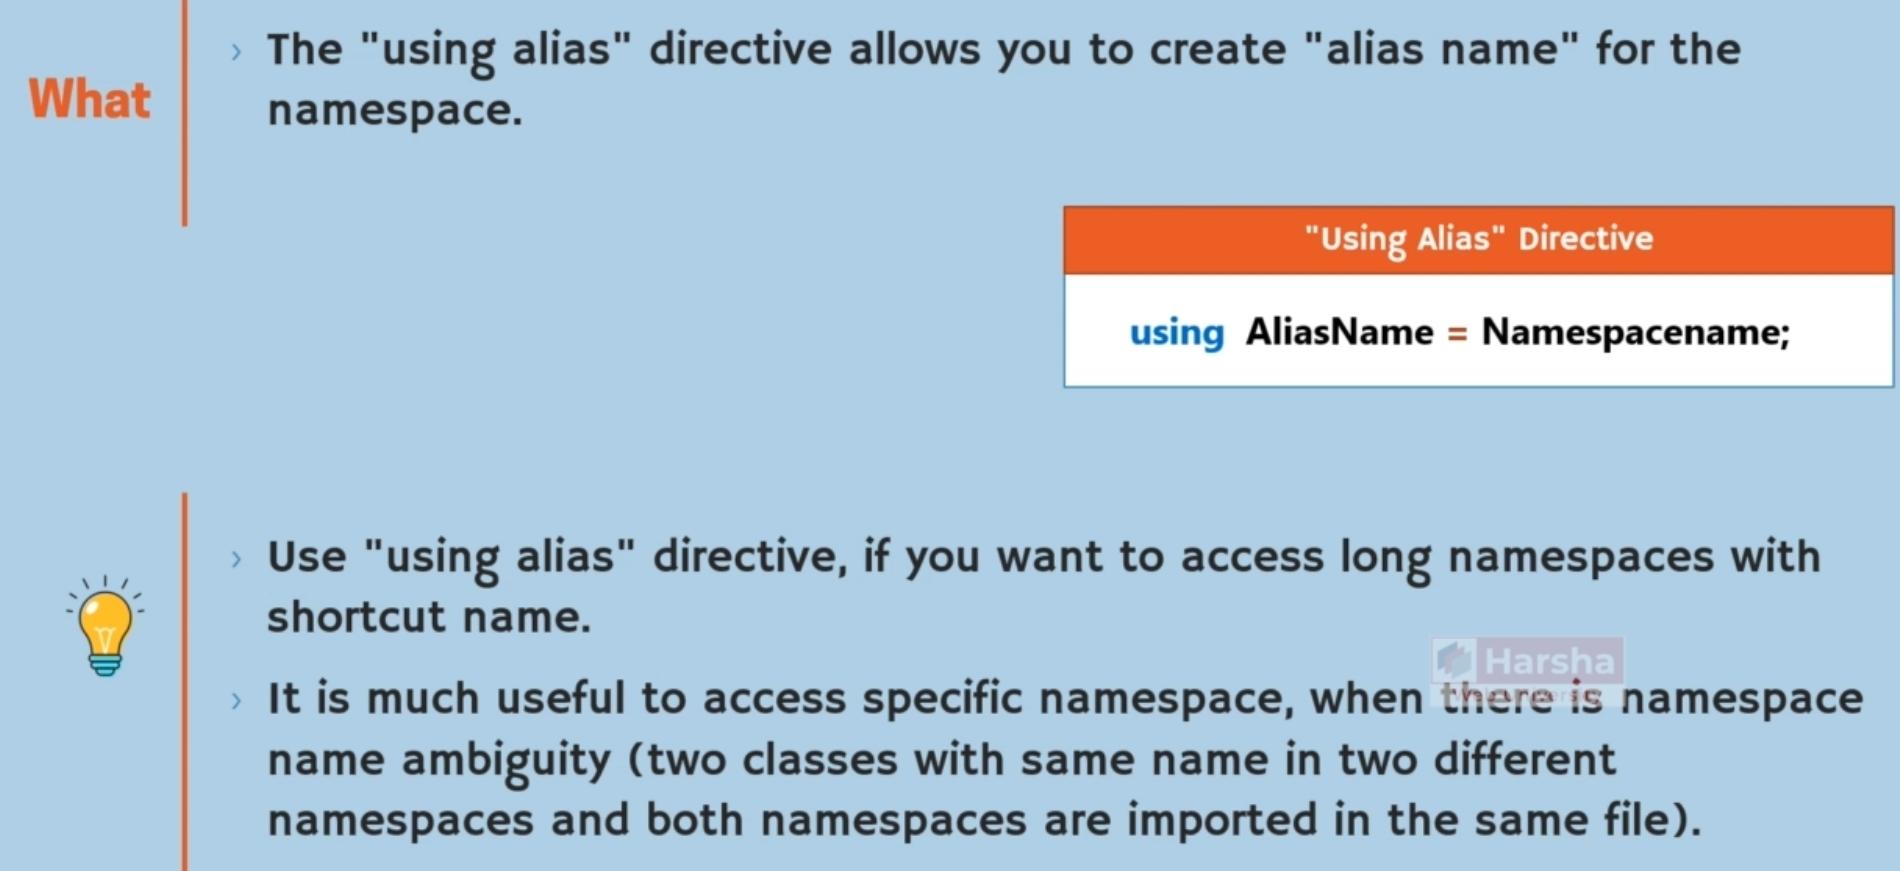 What
› The "using alias" directive allows you to create "alias name" for the
namespace.
"Using Alias" Directive
using AliasName = Namespacename;
› Use "using alias" directive, if you want to access long namespaces with
shortcut name.
› It is much useful to access specific namespace, when there is namespace
name ambiguity (two classes with same name in two different
namespaces and both namespaces are imported in the same file).
Harsha
Web University